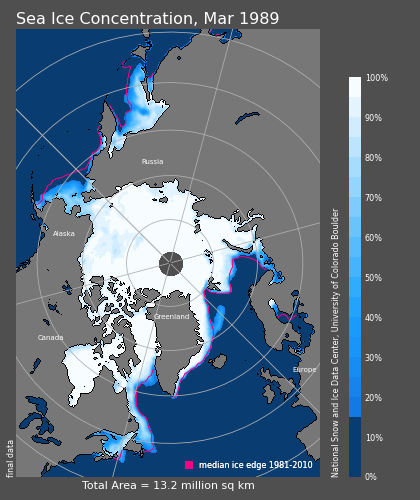 Sea Ice Concentration, Mar 1989
Russia
Alaska
Greenland
Canada
Europe
median ice edge 1981-2010
final data
Total Area = 13.2 million sq km
100%
90%
80%
70%
60%
50%
40%
30%
20%
10%
0%
National Snow and Ice Data Center, University of Colorado Boulder